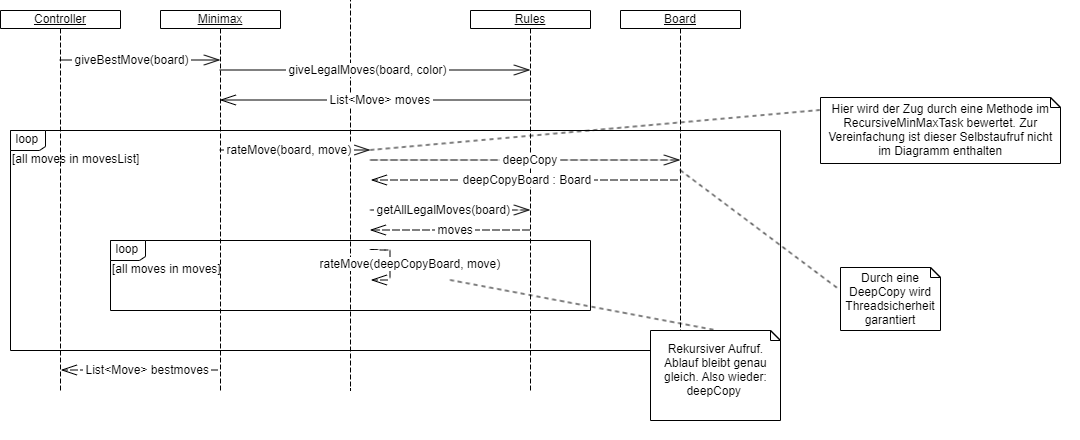 Controller
Minimax
Rules
Board
giveBestMove(board)
giveLegalMoves(board, color)
List<Move> moves
Hier wird der Zug durch eine Methode im
RecursiveMinMaxTask bewertet. Zur
Vereinfachung ist dieser Selbstaufruf nicht
im Diagramm enthalten
loop
[all moves in movesList]
rateMove(board, move)
deepCopy
deepCopyBoard : Board
getAllLegalMoves(board)
moves
loop
[all moves in moves]
rateMove(deepCopyBoard, move)
Durch eine
DeepCopy wird
Threadsicherheit
garantiert
Rekursiver Aufruf.
Ablauf bleibt genau
gleich. Also wieder:
deepCopy
List<Move> bestmoves